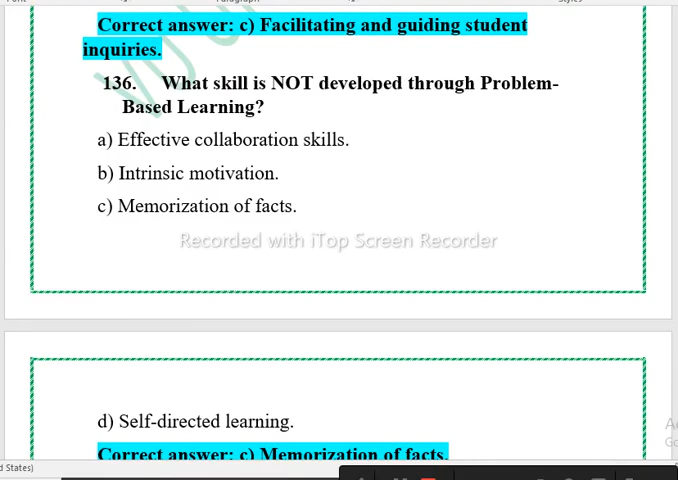 Correct answer: c) Facilitating and guiding student
inquiries.
136. What skill is NOT developed through Problem-
Based Learning?
a) Effective collaboration skills.
b) Intrinsic motivation.
c) Memorization of facts.
Recorded with iTop Screen Recorder
d) Self-directed learning.
Correct answer: c) Memorization of facts.
d States)